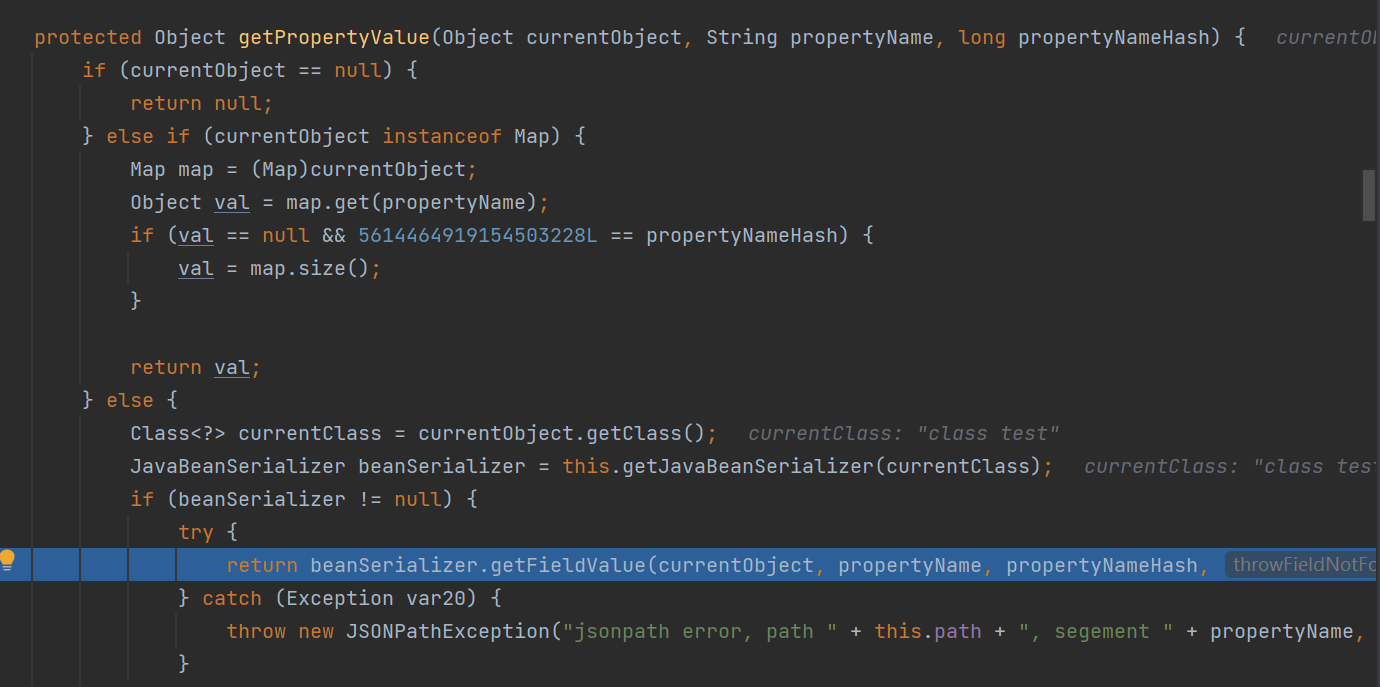 protected Object getPropertyValue(Object currentObject, String propertyName, long propertyNameHash) {
if (currentObject == null) {
return null;
} else if (currentObject instanceof Map) {
Map map = (Map)currentObject;
Object val = map.get(propertyName);
if (val == null && 5614464919154503228L == propertyNameHash) {
val = map.size();
}
return val;
} else {
Class<?> currentClass = currentObject.getClass(); currentClass: "class test"
JavaBeanSerializer beanSerializer = this.getJavaBeanSerializer(currentClass); currentClass: "class test
if (beanSerializer != null) {
try {
return beanSerializer.getFieldValue(currentObject, propertyName, propertyNameHash, throwFieldNotFo
} catch (Exception var20) {
throw new JSONPathException("jsonpath error, path " + this.path + ", segement " + propertyName,
}